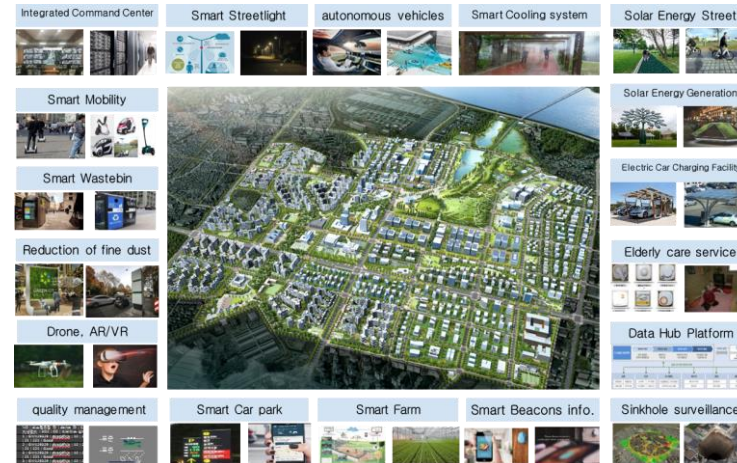 Integrated Command Center
Smart Streetlight
autonomous vehicles
Smart Cooling system
Solar Energy Street
Smart Mobility
Solar Energy Generation
Smart Wastebin
Electric Car Charging Facility
Reduction of fine dust
Elderly care service
Drone, AR/VR
Data Hub Platform
quality management
Smart Car park
Smart Farm
Smart Beacons info.
Sinkhole surveillance